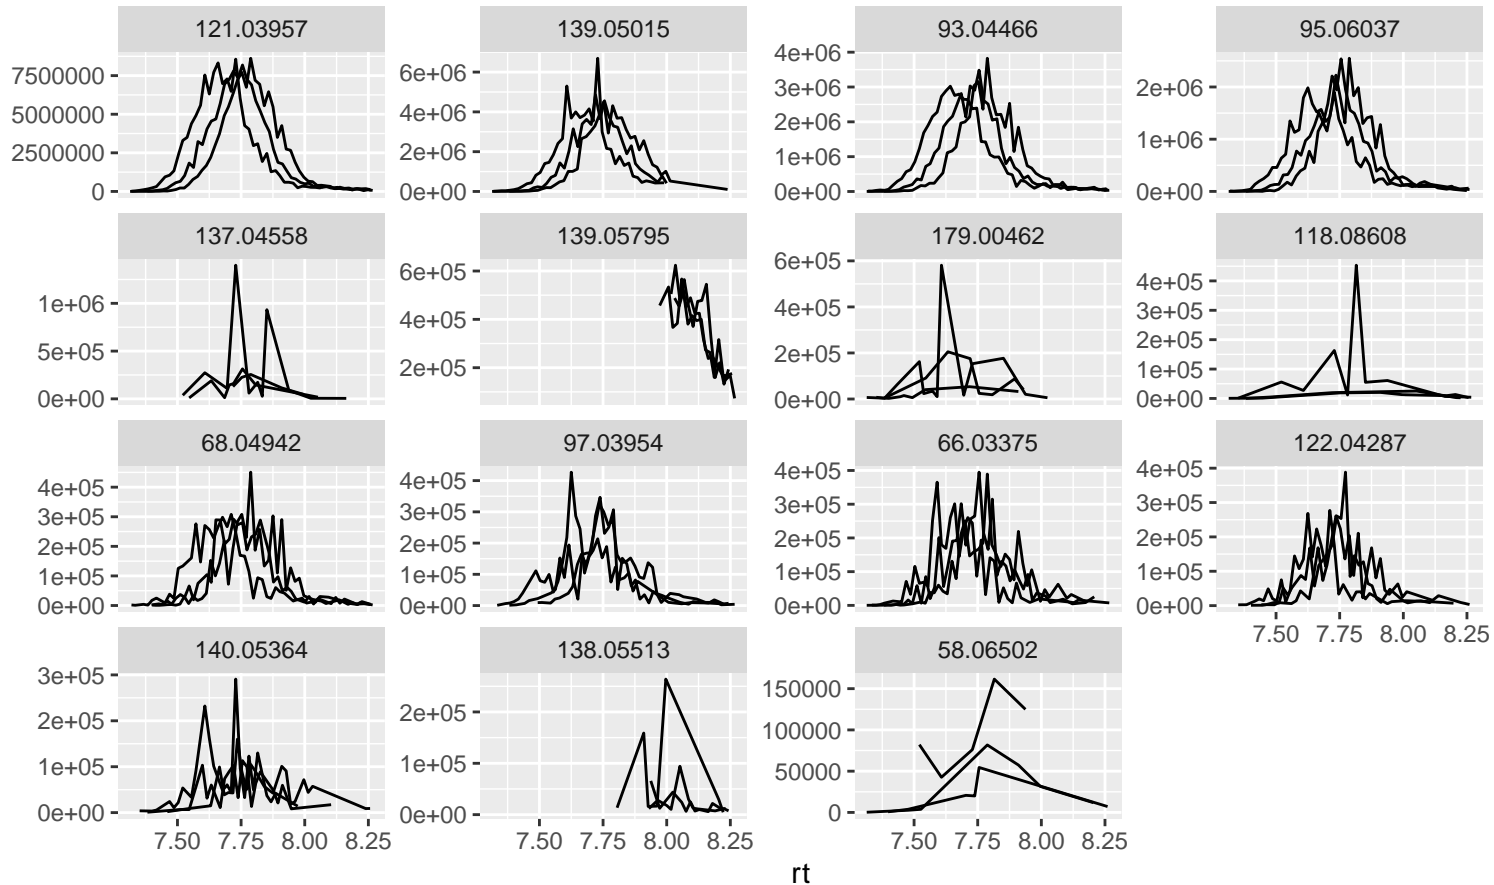 121.03957 139.05015 93.04466 95.06037
7500000 6e+06 4e+06 2e+06
5000000 4e+06 3e+06 1e+06
2500000 2e+06 2e+06 0e+00
0 0e+00 1e+06
0e+00
137.04558 139.05795 179.00462 118.08608
1e+06 6e+05 6e+05 4e+05
5e+05 4e+05 4e+05 3e+05
0e+00 2e+05 2e+05 2e+05
0e+00 1e+05
0e+00
68.04942 97.03954 66.03375 122.04287
4e+05 4e+05 4e+05 4e+05
3e+05 3e+05 3e+05 3e+05
2e+05 2e+05 2e+05 2e+05
1e+05 1e+05 1e+05 1e+05
0e+00 0e+00 0e+00 0e+00
7.50 7.75 8.00 8.25
140.05364 138.05513 58.06502
3e+05 2e+05 150000
2e+05 1e+05 100000
1e+05 0e+00 50000
0e+00 0
7.50 7.75 8.00 8.25 7.50 7.75 8.00 8.25 7.50 7.75 8.00 8.25
rt